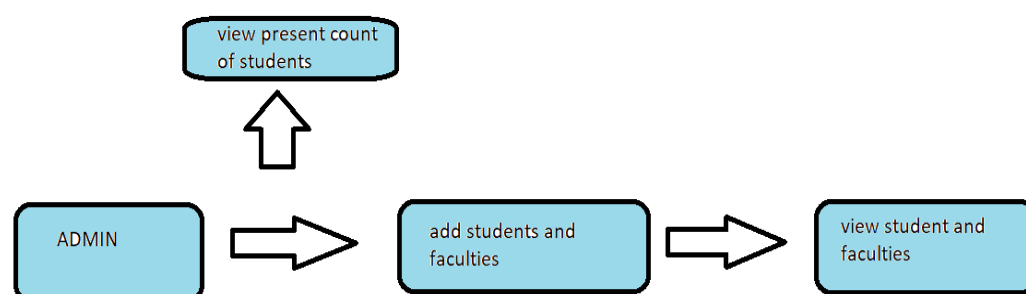 view present count
of students
ADMIN
add students and
faculties
view student and
faculties